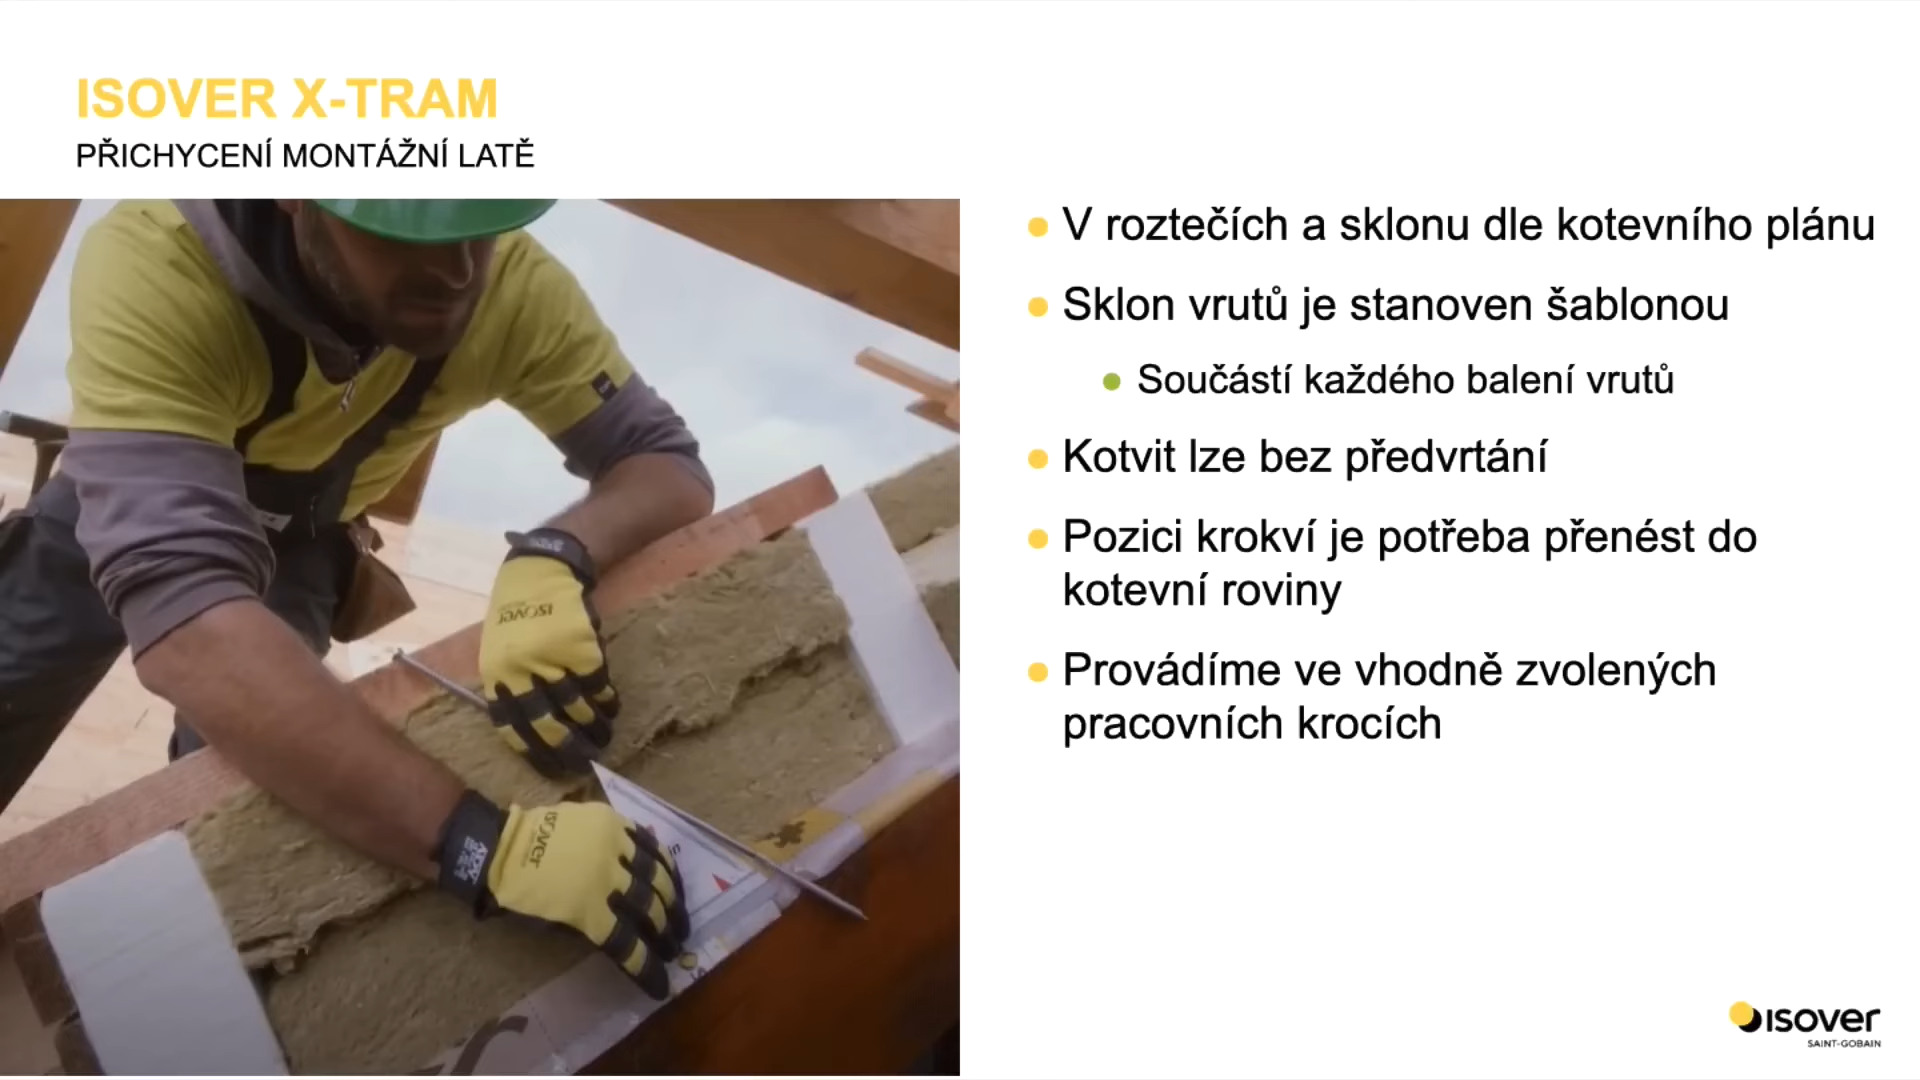 ISOVER X-TRAM
PŘICHYCENÍ MONTÁŽNÍ LATĚ
V roztečích a sklonu dle kotevního plánu
Sklon vrutů je stanoven šablonou
Součástí každého balení vrutů
Kotvit lze bez předvrtání
Pozici krokví je potřeba přenést do
kotevní roviny
Provádíme ve vhodně zvolených
pracovních krocích
isover
isover
isover
SAINT-GOBAIN